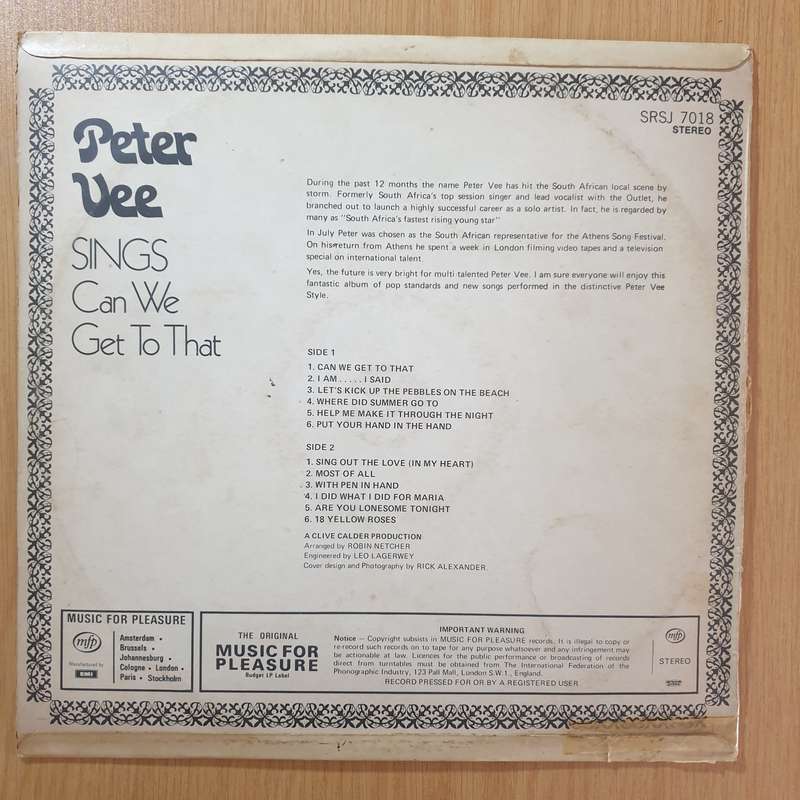 Peter
Vee
SINGS
Can We
Get To That
SRSJ 7018
STEREO
During the past 12 months the name Peter Vee has hit the South African local scene by
storm. Formerly South Africa's top session singer and lead vocalist with the Outlet, he
branched out to launch a highly successful career as a solo artist. In fact, he is regarded by
many as "South Africa's fastest rising young star"
In July Peter was chosen as the South African representative for the Athens Song Festival.
On his return from Athens he spent a week in London filming video tapes and a television
special on international talent
Yes, the future is very bright for multi talented Peter Vee. I am sure everyone will enjoy this
fantastic album of pop standards and new songs performed in the distinctive Peter Vee
Style.
SIDE 1
1. CAN WE GET TO THAT
2. I AM ..... I SAID
3. LET'S KICK UP THE PEBBLES ON THE BEACH
4. WHERE DID SUMMER GO TO
5. HELP ME MAKE IT THROUGH THE NIGHT
6. PUT YOUR HAND IN THE HAND
SIDE 2
1. SING OUT THE LOVE (IN MY HEART)
2. MOST OF ALL
3. WITH PEN IN HAND
4. I DID WHAT I DID FOR MARIA
5. ARE YOU LONESOME TONIGHT
6. 18 YELLOW ROSES
A CLIVE CALDER PRODUCTION
Arranged by ROBIN NETCHER
Engineered by LEO LAGERWEY
Cover design and Photography by RICK ALEXANDER.
MUSIC FOR PLEASURE
mfp
Manufactured by
EMI
Amsterdam •
Brussels •
Johannesburg •
Cologne • London •
Paris • Stockholm
THE ORIGINAL
MUSIC FOR
PLEASURE
Budget LP Label
IMPORTANT WARNING
Notice — Copyright subsists in MUSIC FOR PLEASURE records. It is illegal to copy or
re-record such records on to tape for any purpose whatsoever and any infringement may
be actionable at law. Licences for the public performance or broadcasting of records
direct from turntables must be obtained from The International Federation of the
Phonographic Industry, 123 Pall Mall, London S.W.1., England.
RECORD PRESSED FOR OR BY A REGISTERED USER
mfp
STEREO